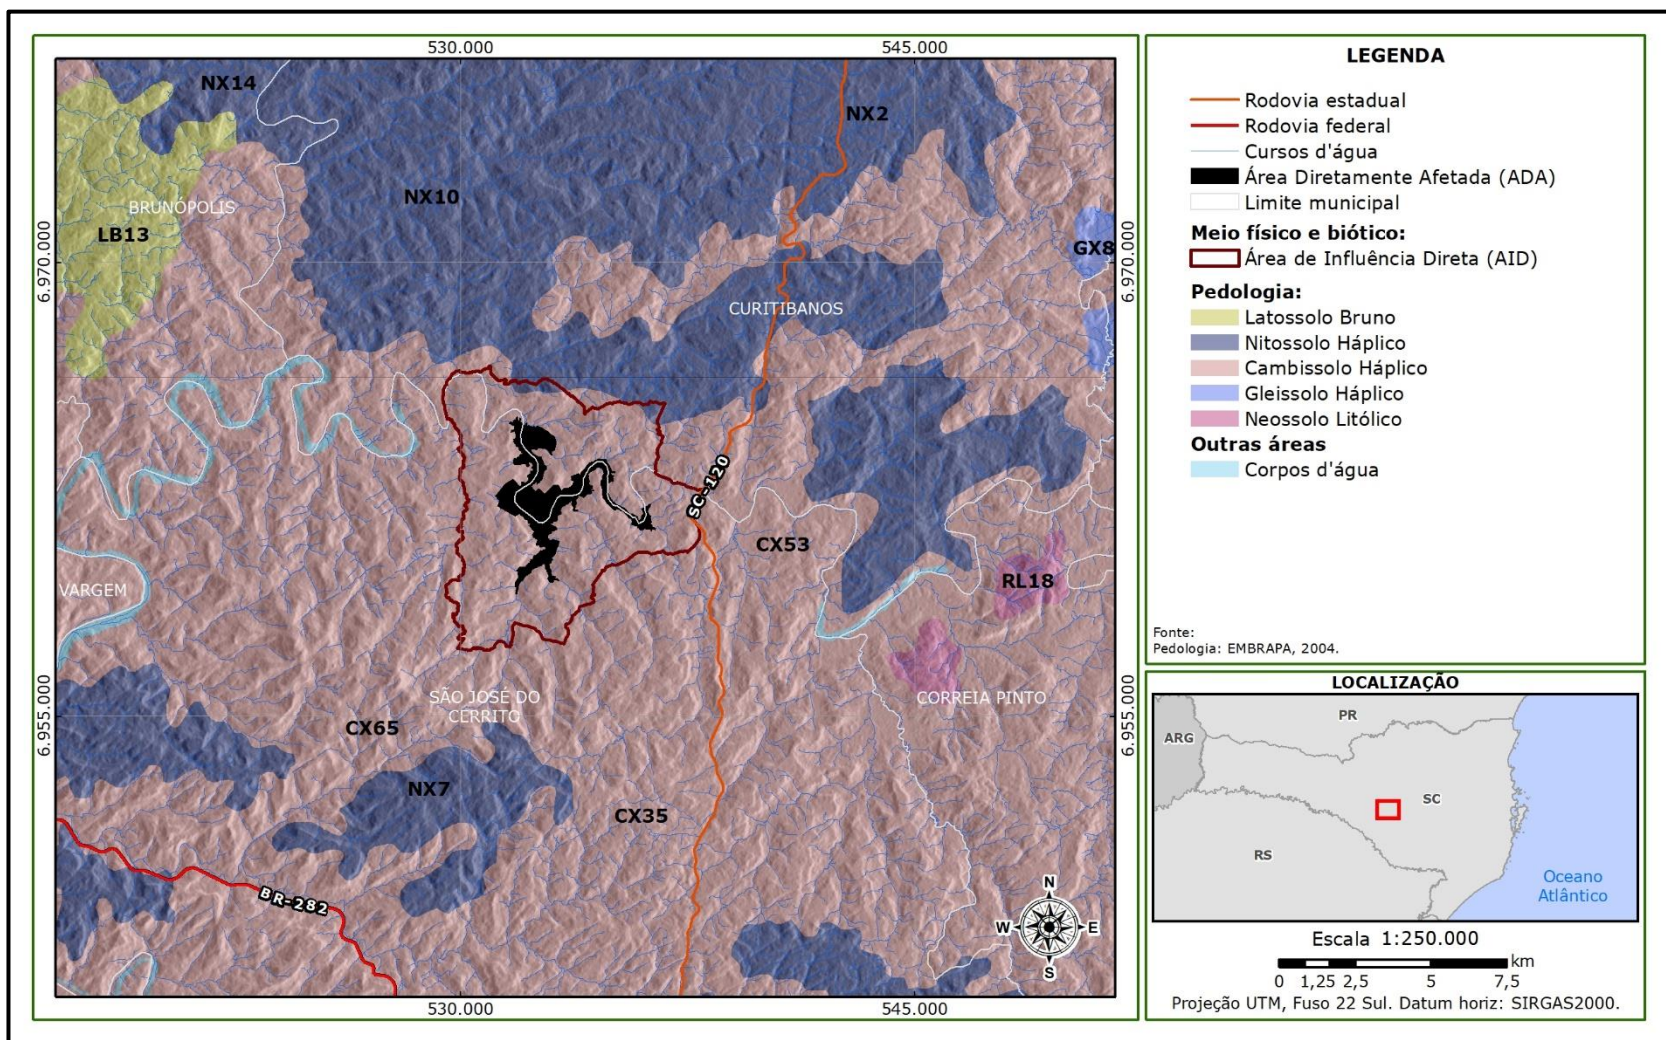 530.000
545.000
NX14
NX2
NX10
BRUNÓPOLIS
LB13
GX8
6.970.000
6.970.000
CURITIBANOS
SC-120
CX53
RL18
VARGEM
SÃO JOSÉ DO
CERRITO
CORREIA PINTO
6.955.000
6.955.000
CX65
NX7
CX35
BR-282
N
W
E
S
530.000
545.000
LEGENDA
Rodovia estadual
Rodovia federal
Cursos d'água
Área Diretamente Afetada (ADA)
Limite municipal
Meio físico e biótico:
Área de Influência Direta (AID)
Pedologia:
Latossolo Bruno
Nitossolo Háplico
Cambissolo Háplico
Gleissolo Háplico
Neossolo Litólico
Outras áreas
Corpos d'água
Fonte:
Pedologia: EMBRAPA, 2004.
LOCALIZAÇÃO
PR
ARG
SC
RS
Oceano
Atlântico
Escala 1:250.000
km
0 1,25 2,5 5 7,5
Projeção UTM, Fuso 22 Sul. Datum horiz: SIRGAS2000.